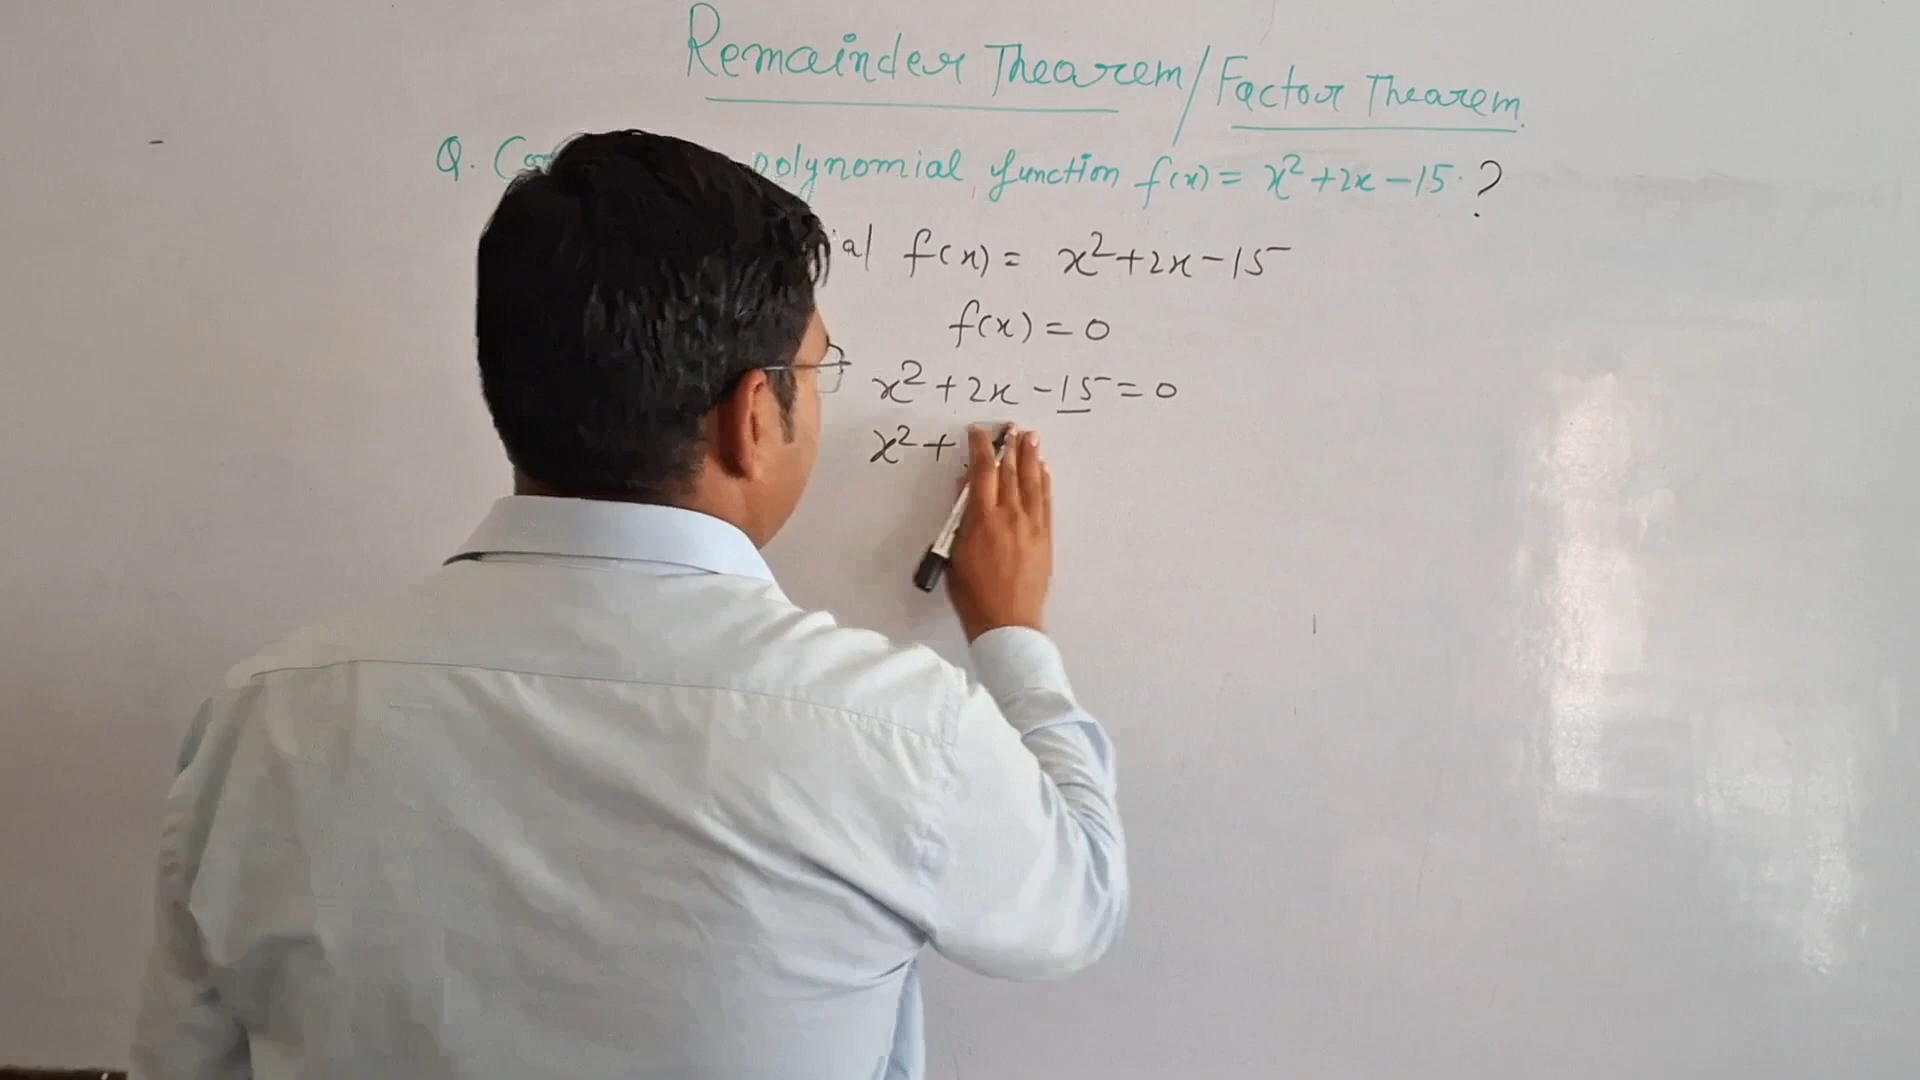 Remainder Thearem/Factor Thearem.
Q. polynomial function f(x) = x²+2x-15. ?
f(x) = x²+2x-15
f(x) = 0
x²+2x-15=0
x²+